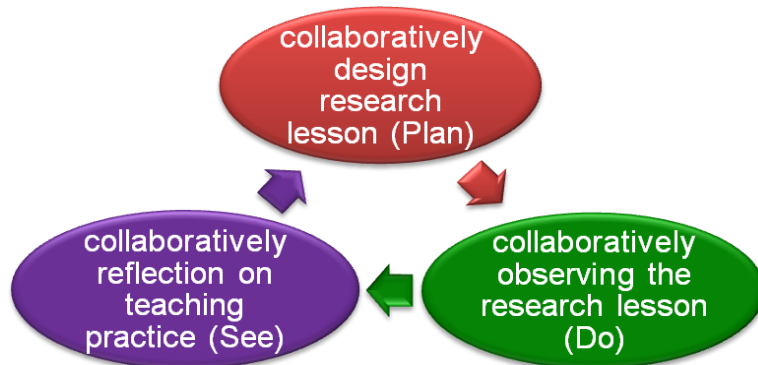 collaboratively
design
research
lesson (Plan)
collaboratively
observing the
research lesson
(Do)
collaboratively
reflection on
teaching
practice (See)